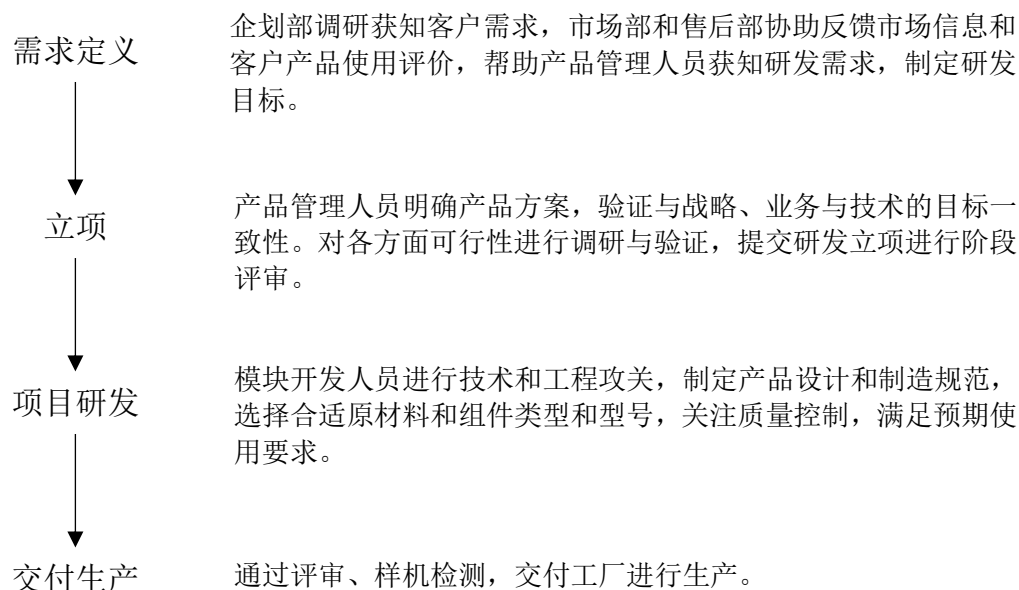 需求定义
企划部调研获知客户需求，市场部和售后部协助反馈市场信息和
客户产品使用评价，帮助产品管理人员获知研发需求，制定研发
目标。
立项
产品管理人员明确产品方案，验证与战略、业务与技术的目标一
致性。对各方面可行性进行调研与验证，提交研发立项进行阶段
评审。
项目研发
模块开发人员进行技术和工程攻关，制定产品设计和制造规范，
选择合适原材料和组件类型和型号，关注质量控制，满足预期使
用要求。
交付生产
通过评审、样机检测，交付工厂进行生产。